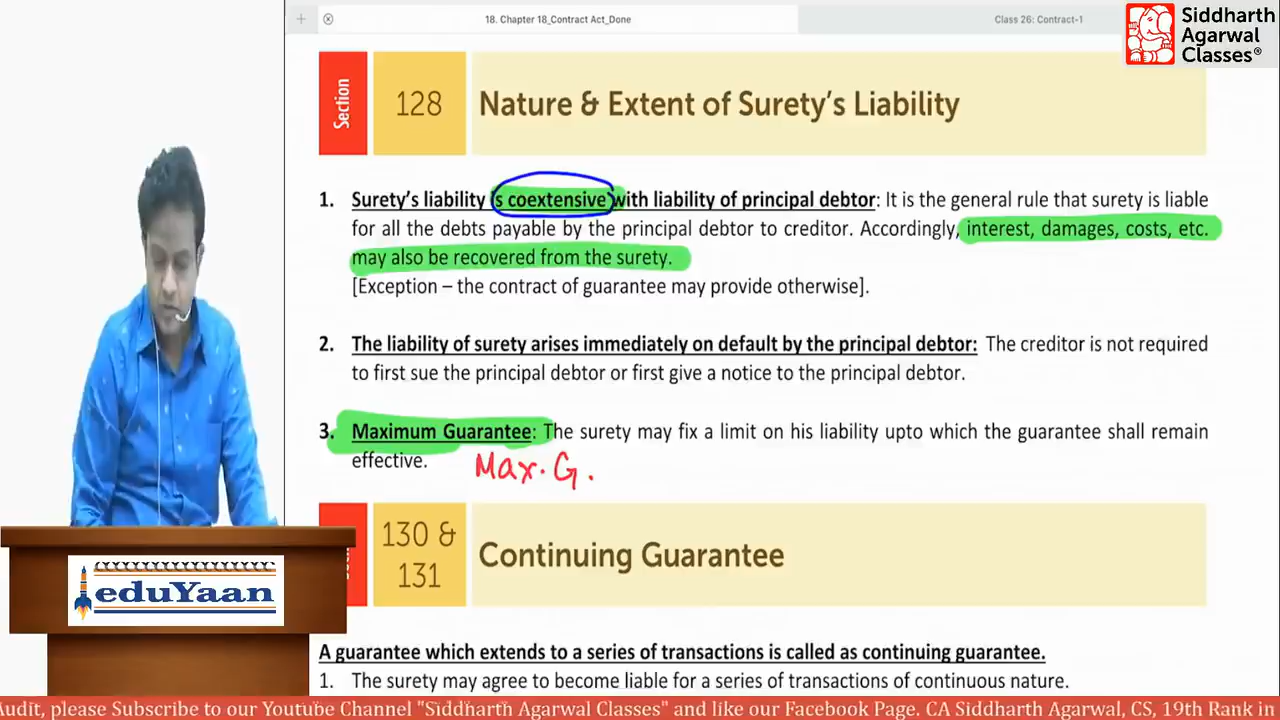 18. Chapter 18_Contract Act_Done
Class 26: Contract-1
Siddharth
Agarwal
Classes®
Section
128
Nature & Extent of Surety's Liability
1. Surety's liability is coextensive with liability of principal debtor: It is the general rule that surety is liable
for all the debts payable by the principal debtor to creditor. Accordingly, interest, damages, costs, etc.
may also be recovered from the surety.
[Exception – the contract of guarantee may provide otherwise].
2. The liability of surety arises immediately on default by the principal debtor: The creditor is not required
to first sue the principal debtor or first give a notice to the principal debtor.
3. Maximum Guarantee: The surety may fix a limit on his liability upto which the guarantee shall remain
effective.
Max. G.
130 &
131
Continuing Guarantee
A guarantee which extends to a series of transactions is called as continuing guarantee.
1. The surety may agree to become liable for a series of transactions of continuous nature.
eduYaan
Audit, please Subscribe to our Youtube Channel "Siddharth Agarwal Classes" and like our Facebook Page. CA Siddharth Agarwal, CS, 19th Rank in